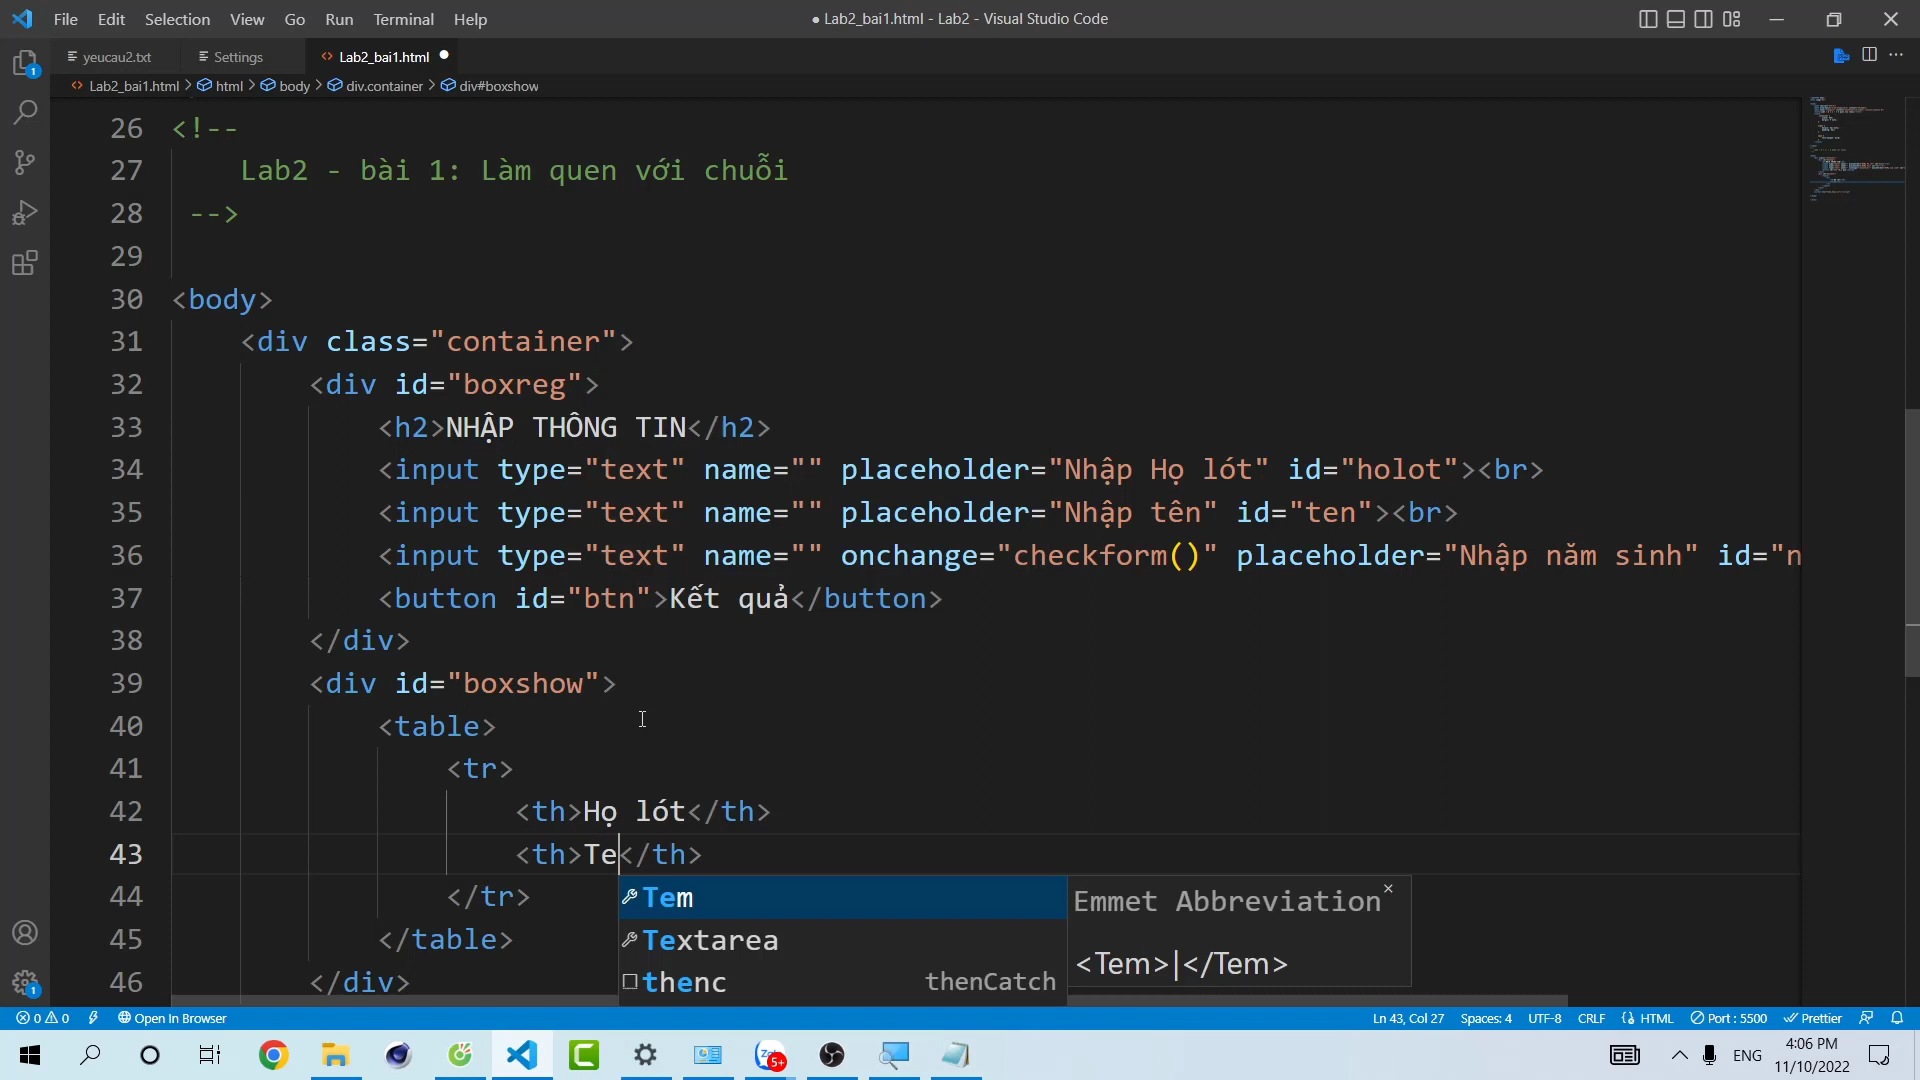 File Edit Selection View Go Run Terminal Help
● Lab2_bai1.html - Lab2 - Visual Studio Code
yeucau2.txt Settings Lab2_bai1.html
Lab2_bai1.html > html > body > div.container > div#boxshow
26 <!--
27 Lab2 - bài 1: Làm quen với chuỗi
28 -->
29
30 <body>
31 <div class="container">
32 <div id="boxreg">
33 <h2>NHẬP THÔNG TIN</h2>
34 <input type="text" name="" placeholder="Nhập Họ lót" id="holot"><br>
35 <input type="text" name="" placeholder="Nhập tên" id="ten"><br>
36 <input type="text" name="" onchange="checkform()" placeholder="Nhập năm sinh" id="n
37 <button id="btn">Kết quả</button>
38 </div>
39 <div id="boxshow">
40 <table>
41 <tr>
42 <th>Họ lót</th>
43 <th>Te</th>
44 </tr>
45 </table>
46 </div>
Tem
Textarea
thenc thenCatch
Emmet Abbreviation
<Tem>|</Tem>
1
1
0 0 Open In Browser
Ln 43, Col 27 Spaces: 4 UTF-8 CRLF HTML Port : 5500 Prettier
5+
ENG
4:06 PM
11/10/2022